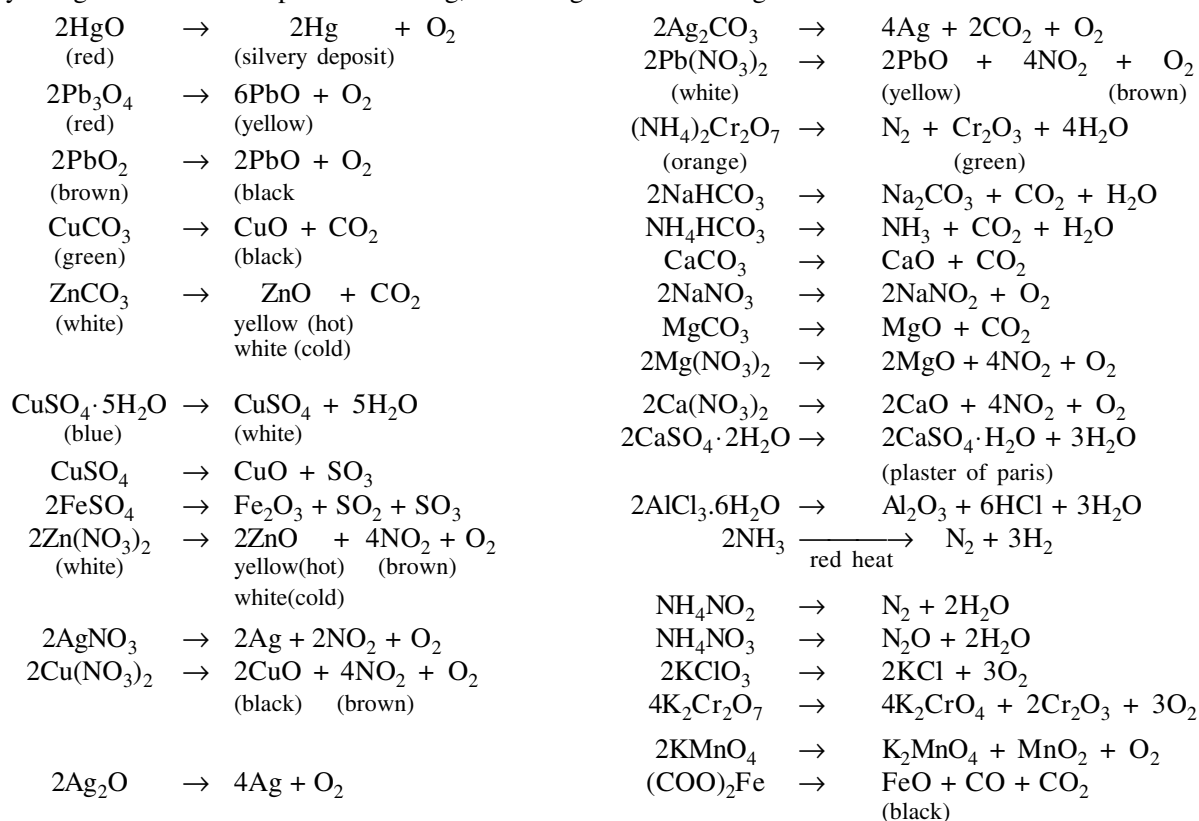 2HgO → 2Hg + O₂
(red) (silvery deposit)
2Pb₃O₄ → 6PbO + O₂
(red) (yellow)
2PbO₂ → 2PbO + O₂
(brown) (black
CuCO₃ → CuO + CO₂
(green) (black)
ZnCO₃ → ZnO + CO₂
(white) yellow (hot)
white (cold)
CuSO₄·5H₂O → CuSO₄ + 5H₂O
(blue) (white)
CuSO₄ → CuO + SO₃
2FeSO₄ → Fe₂O₃ + SO₂ + SO₃
2Zn(NO₃)₂ → 2ZnO + 4NO₂ + O₂
(white) yellow(hot) (brown)
white(cold)
2AgNO₃ → 2Ag + 2NO₂ + O₂
2Cu(NO₃)₂ → 2CuO + 4NO₂ + O₂
(black) (brown)
2Ag₂O → 4Ag + O₂
2Ag₂CO₃ → 4Ag + 2CO₂ + O₂
2Pb(NO₃)₂ → 2PbO + 4NO₂ + O₂
(white) (yellow) (brown)
(NH₄)₂Cr₂O₇ → N₂ + Cr₂O₃ + 4H₂O
(orange) (green)
2NaHCO₃ → Na₂CO₃ + CO₂ + H₂O
NH₄HCO₃ → NH₃ + CO₂ + H₂O
CaCO₃ → CaO + CO₂
2NaNO₃ → 2NaNO₂ + O₂
MgCO₃ → MgO + CO₂
2Mg(NO₃)₂ → 2MgO + 4NO₂ + O₂
2Ca(NO₃)₂ → 2CaO + 4NO₂ + O₂
2CaSO₄·2H₂O → 2CaSO₄·H₂O + 3H₂O
(plaster of paris)
2AlCl₃.6H₂O → Al₂O₃ + 6HCl + 3H₂O
2NH₃ → N₂ + 3H₂
red heat
NH₄NO₂ → N₂ + 2H₂O
NH₄NO₃ → N₂O + 2H₂O
2KClO₃ → 2KCl + 3O₂
4K₂Cr₂O₇ → 4K₂CrO₄ + 2Cr₂O₃ + 3O₂
2KMnO₄ → K₂MnO₄ + MnO₂ + O₂
(COO)₂Fe → FeO + CO + CO₂
(black)